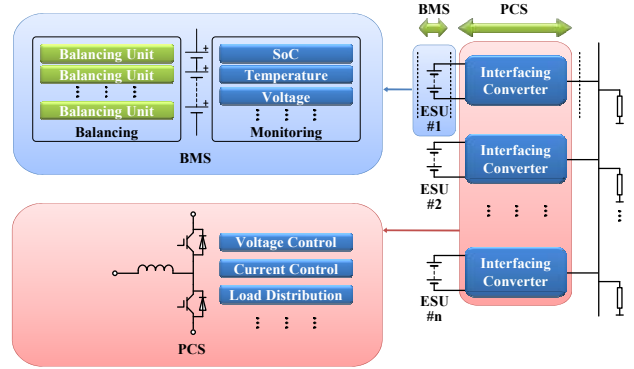 BMS
PCS
Balancing Unit
Balancing Unit
Balancing Unit
Balancing
SoC
Temperature
Voltage
Monitoring
BMS
ESU
#1
Interfacing
Converter
ESU
#2
Interfacing
Converter
ESU
#n
Interfacing
Converter
Voltage Control
Current Control
Load Distribution
PCS